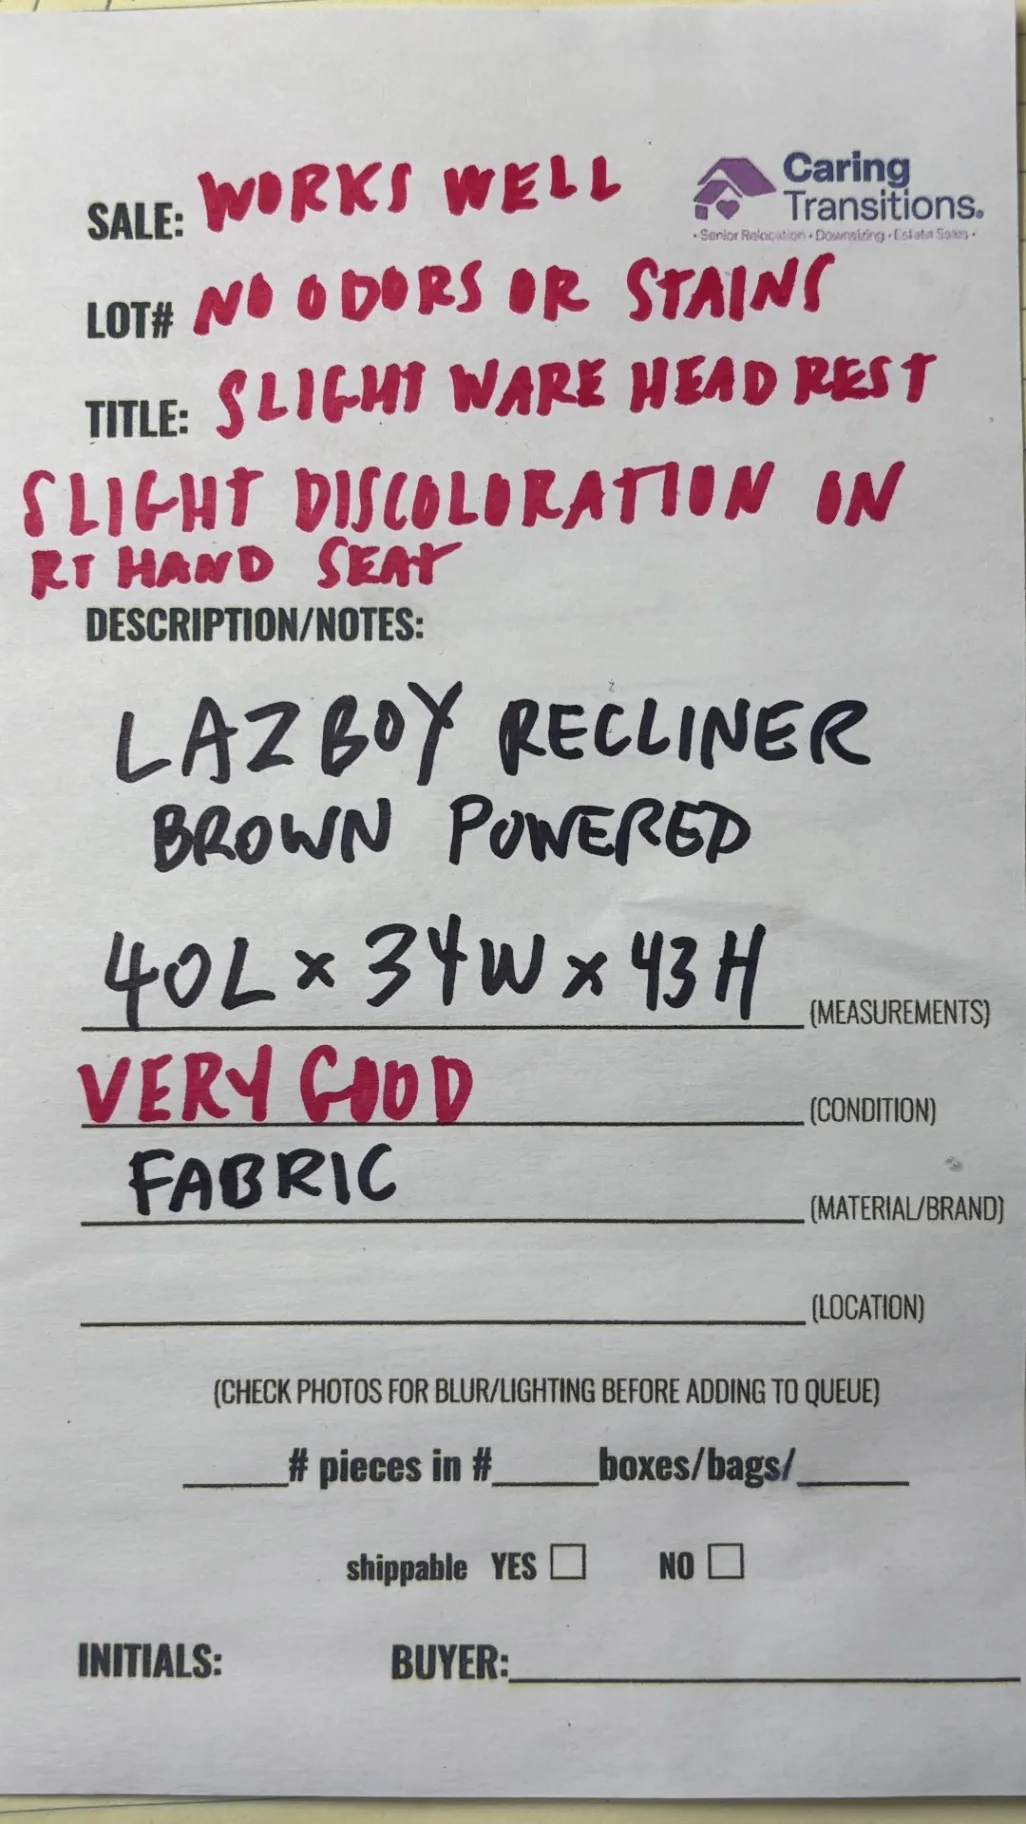 Caring
Transitions.
• Senior Relocation • Downsizing • Estate Sales •
SALE: WORKS WELL
LOT# NO ODORS OR STAINS
TITLE: SLIGHT WARE HEAD REST
SLIGHT DISCOLORATION ON
RT HAND SEAT
DESCRIPTION/NOTES:
LAZBOY RECLINER
BROWN POWERED
40L x 34W x 43H (MEASUREMENTS)
VERY GOOD (CONDITION)
FABRIC (MATERIAL/BRAND)
(LOCATION)
(CHECK PHOTOS FOR BLUR/LIGHTING BEFORE ADDING TO QUEUE)
# pieces in # boxes/bags/
shippable YES NO
INITIALS: BUYER: